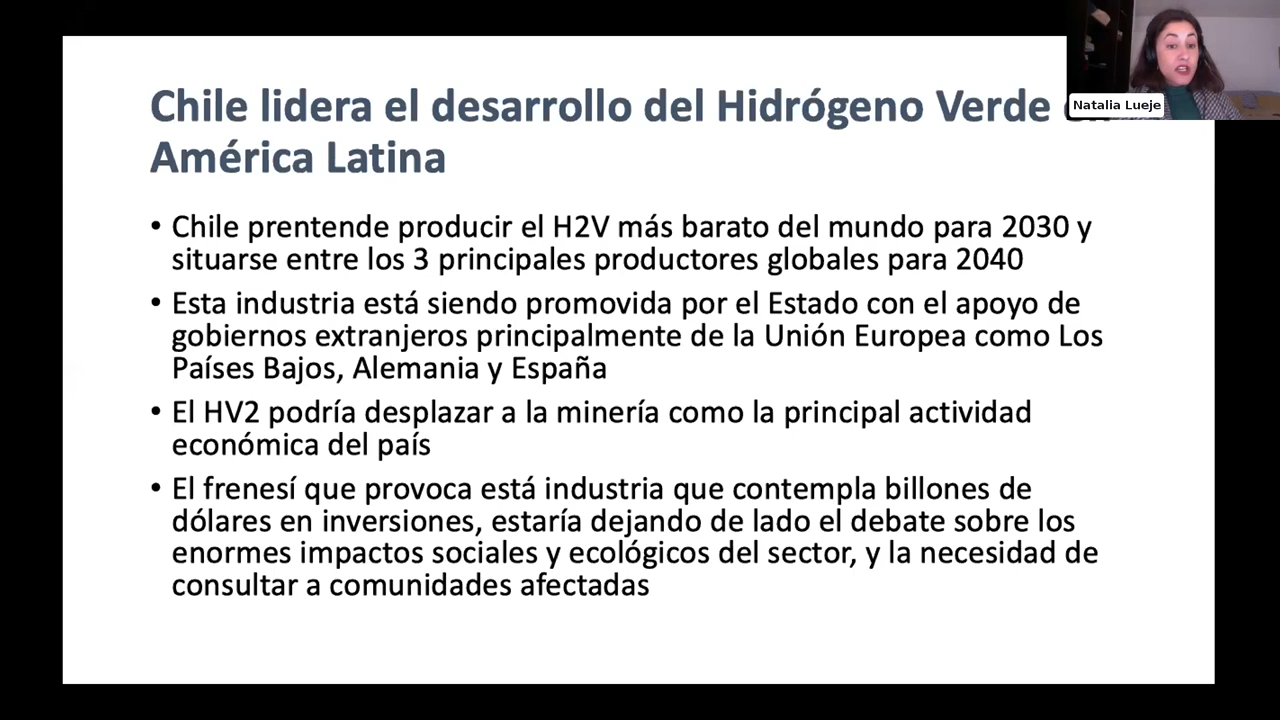 Chile lidera el desarrollo del Hidrógeno Verde
América Latina
Natalia Lueje
• Chile prentende producir el H2V más barato del mundo para 2030 y
situarse entre los 3 principales productores globales para 2040
• Esta industria está siendo promovida por el Estado con el apoyo de
gobiernos extranjeros principalmente de la Unión Europea como Los
Países Bajos, Alemania y España
• El HV2 podría desplazar a la minería como la principal actividad
económica del país
• El frenesí que provoca está industria que contempla billones de
dólares en inversiones, estaría dejando de lado el debate sobre los
enormes impactos sociales y ecológicos del sector, y la necesidad de
consultar a comunidades afectadas